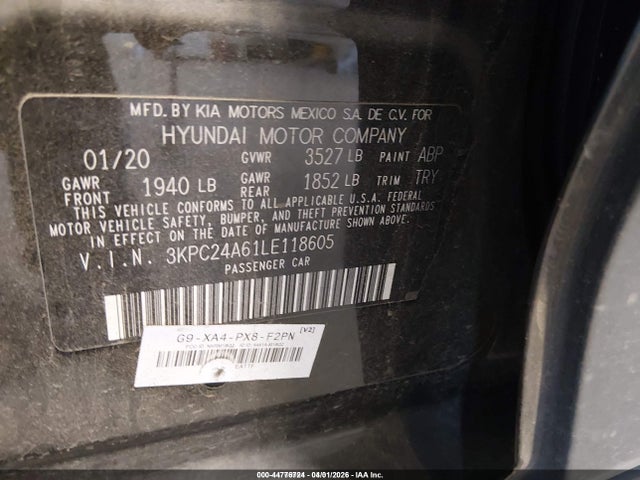 MFD. BY KIA MOTORS MEXICO S.A. DE C.V. FOR
HYUNDAI MOTOR COMPANY
01/20 GVWR 3527 LB PAINT ABP
GAWR FRONT 1940 LB GAWR REAR 1852 LB TRIM TRY
THIS VEHICLE CONFORMS TO ALL APPLICABLE U.S.A. FEDERAL
MOTOR VEHICLE SAFETY, BUMPER, AND THEFT PREVENTION
STANDARDS IN EFFECT ON THE DATE OF MANUFACTURE SHOWN ABOVE.
V.I.N. 3KPC24A61LE118605
PASSENGER CAR
G9-XA4-PX8-F2PN [V2]
000-44776724 | 04/01/2026 - IAA Inc.